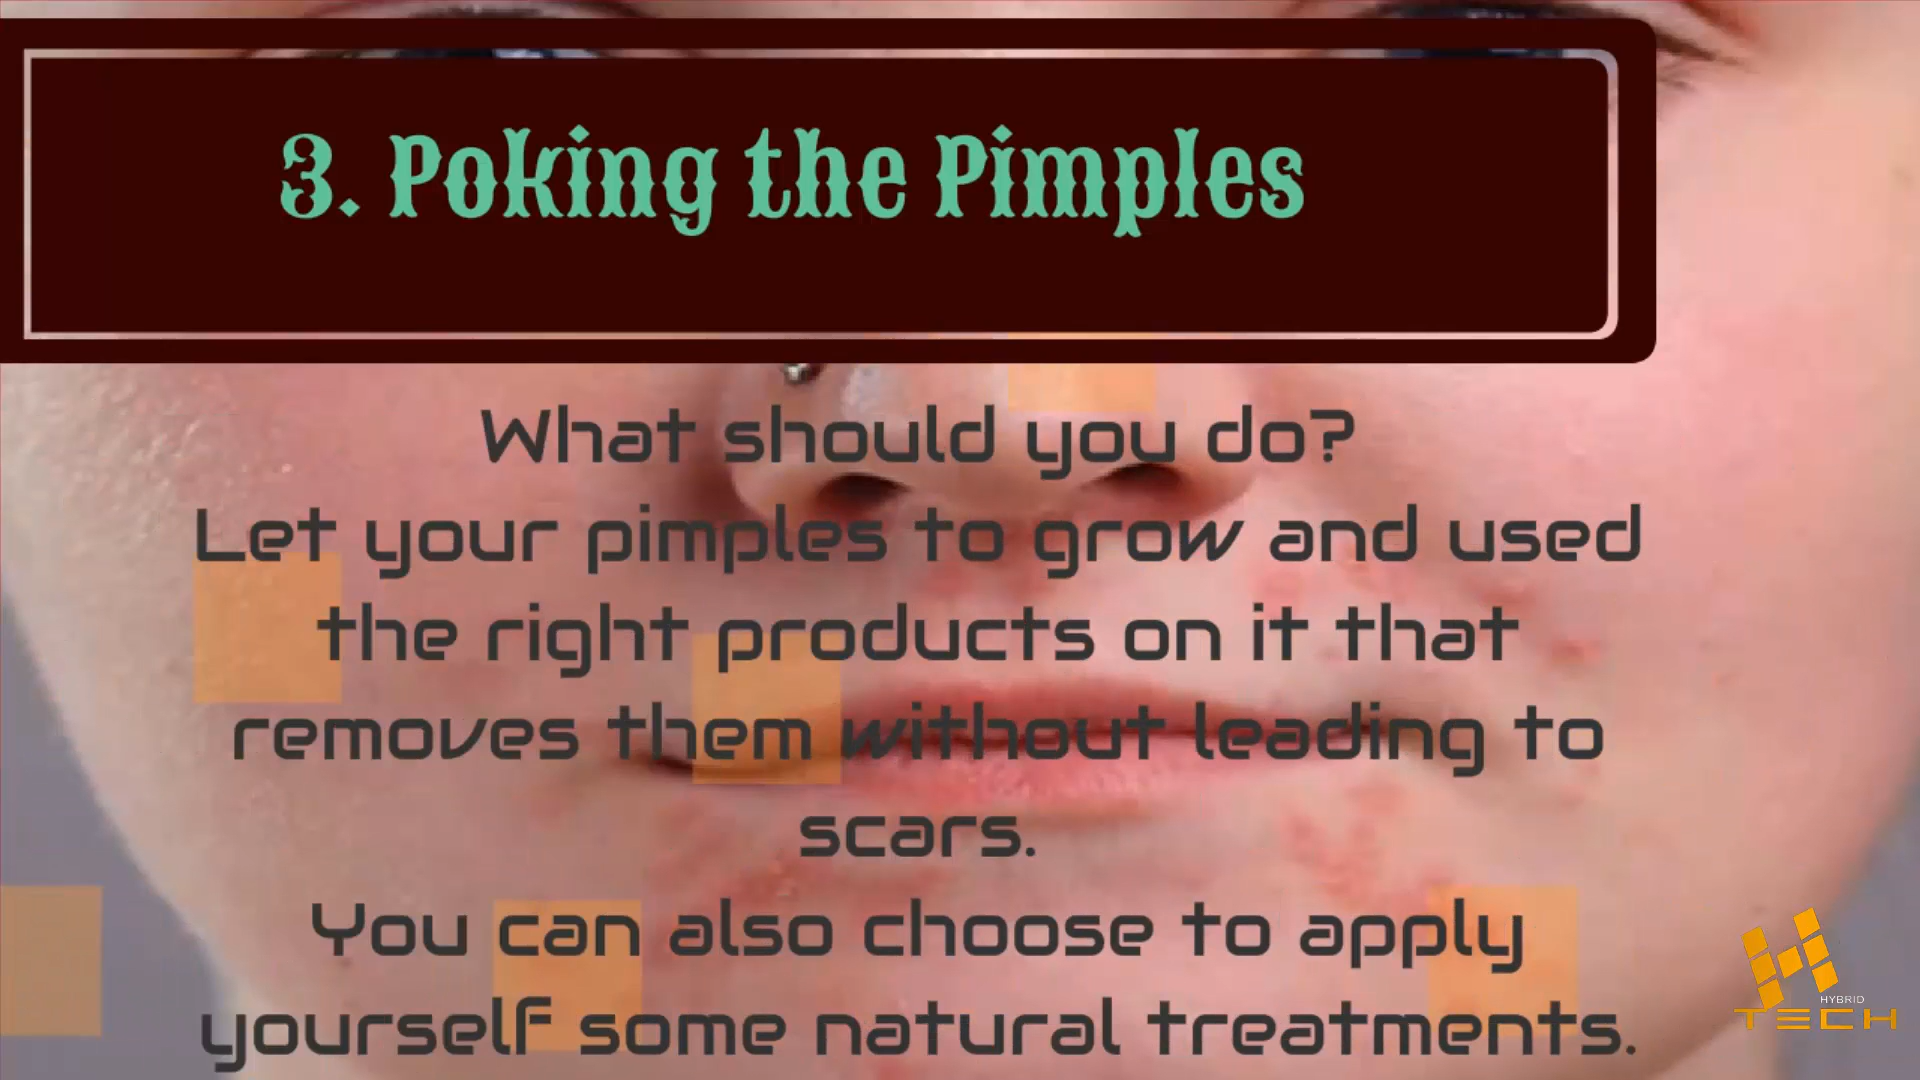 3. Poking the Pimples
What should you do?
Let your pimples to grow and used
the right products on it that
removes them without leading to
scars.
You can also choose to apply
yourself some natural treatments.
HYBRID
TECH